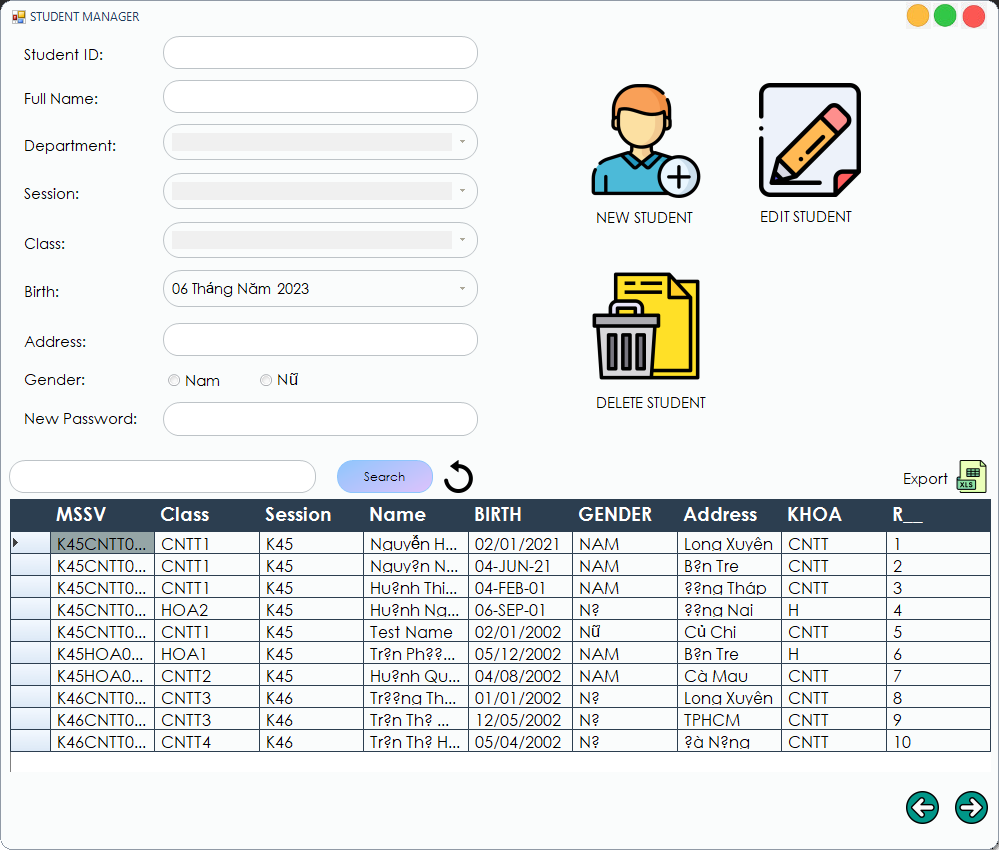 STUDENT MANAGER
Student ID:
Full Name:
Department:
Session:
Class:
Birth: 06 Tháng Năm 2023
Address:
Gender: Nam Nữ
New Password:
NEW STUDENT EDIT STUDENT
DELETE STUDENT
Search Export XLS
MSSV Class Session Name BIRTH GENDER Address KHOA R__
K45CNTT0... CNTT1 K45 Nguyễn H... 02/01/2021 NAM Long Xuyên CNTT 1
K45CNTT0... CNTT1 K45 Nguy?n N... 04-JUN-21 NAM B?n Tre CNTT 2
K45CNTT0... CNTT1 K45 Hu?nh Thi... 04-FEB-01 NAM ??ng Tháp CNTT 3
K45CNTT0... HOA2 K45 Hu?nh Ng... 06-SEP-01 N? ??ng Nai H 4
K45CNTT0... CNTT1 K45 Test Name 02/01/2002 Nữ Củ Chi CNTT 5
K45HOA0... HOA1 K45 Tr?n Ph??... 05/12/2002 NAM B?n Tre H 6
K45HOA0... CNTT2 K45 Hu?nh Qu... 04/08/2002 NAM Cà Mau CNTT 7
K46CNTT0... CNTT3 K46 Tr??ng Th... 01/01/2002 N? Long Xuyên CNTT 8
K46CNTT0... CNTT3 K46 Tr?n Th? ... 12/05/2002 N? TPHCM CNTT 9
K46CNTT0... CNTT4 K46 Tr?n Th? H... 05/04/2002 N? ?à N?ng CNTT 10